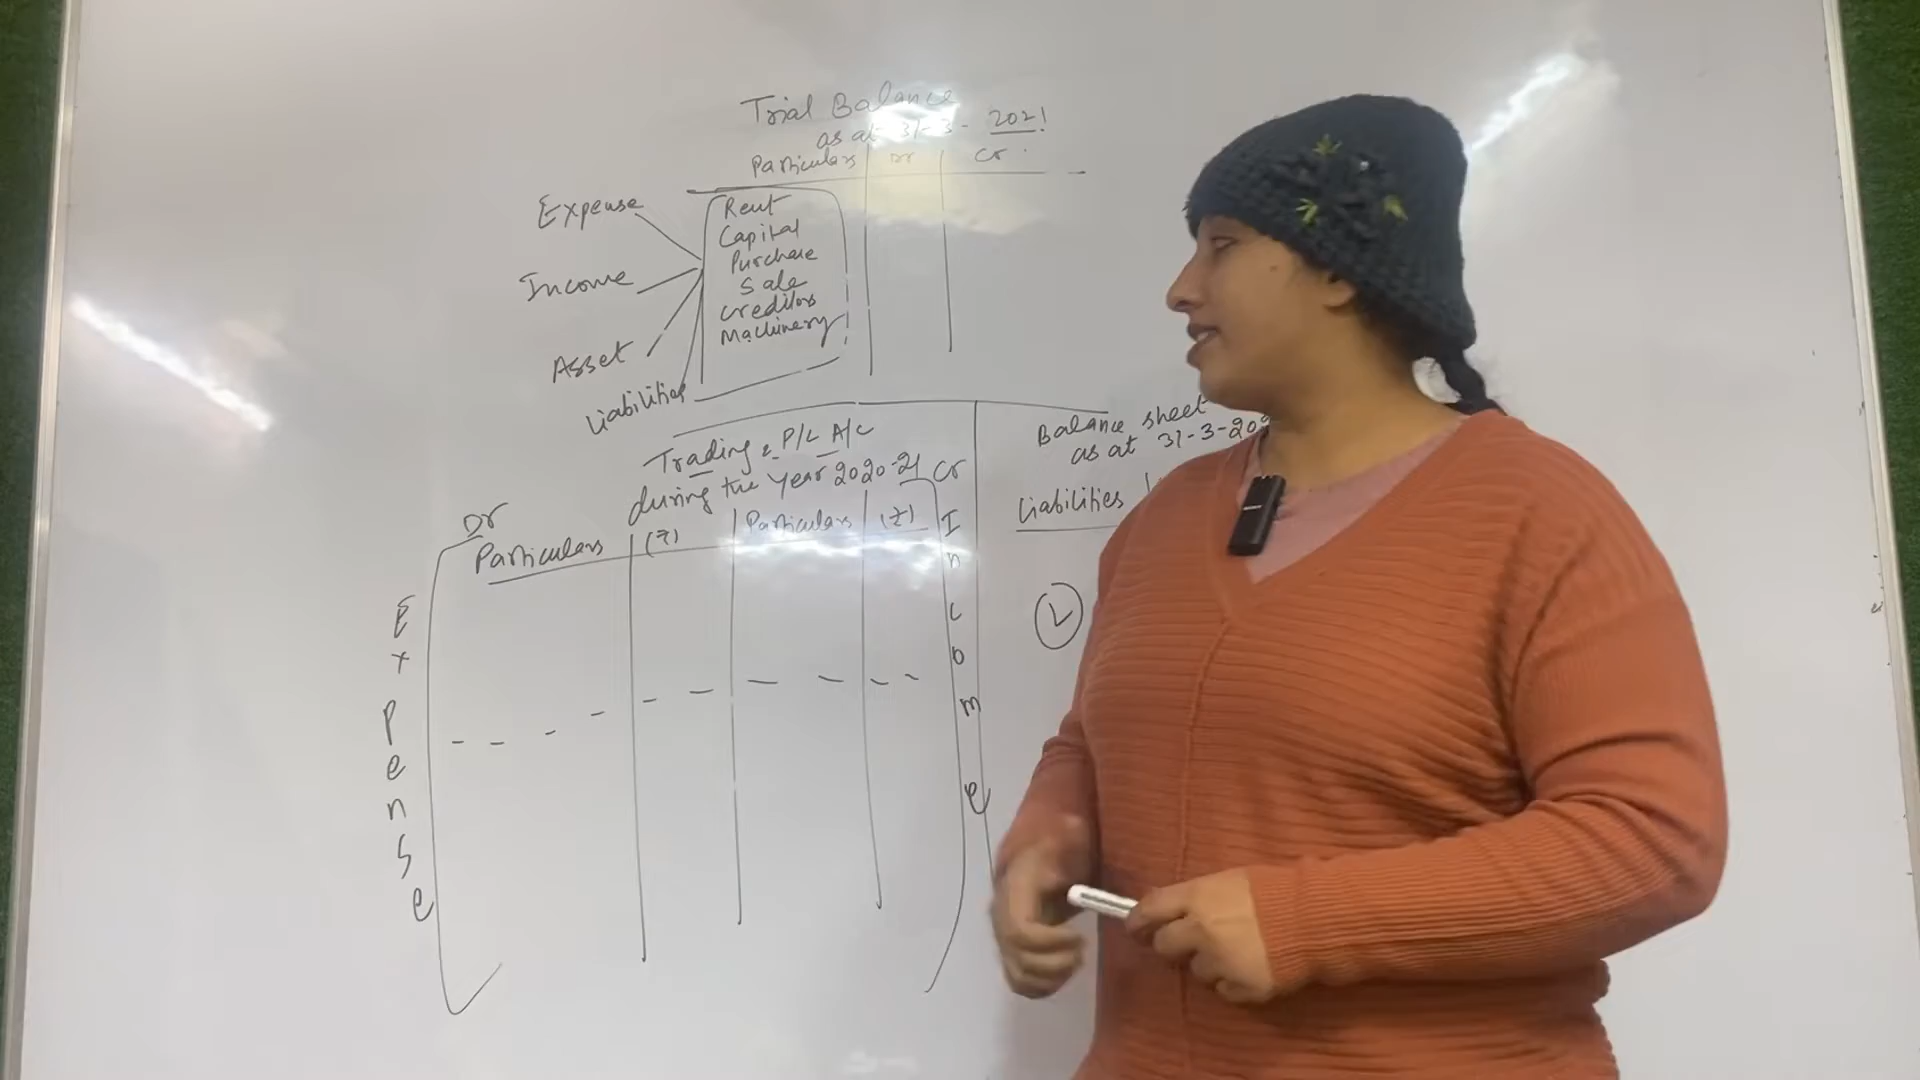 Trial Balance
as at 31-3-2021
Particulars Dr Cr
Expense
Income
Asset
Liabilities
Rent
Capital
Purchase
Sale
Creditors
Machinery
Trading & P/L A/c
during the year 2020-21
Dr Cr
Particulars (₹) Particulars (₹)
Expense
Income
Balance sheet
as at 31-3-202
Liabilities
L